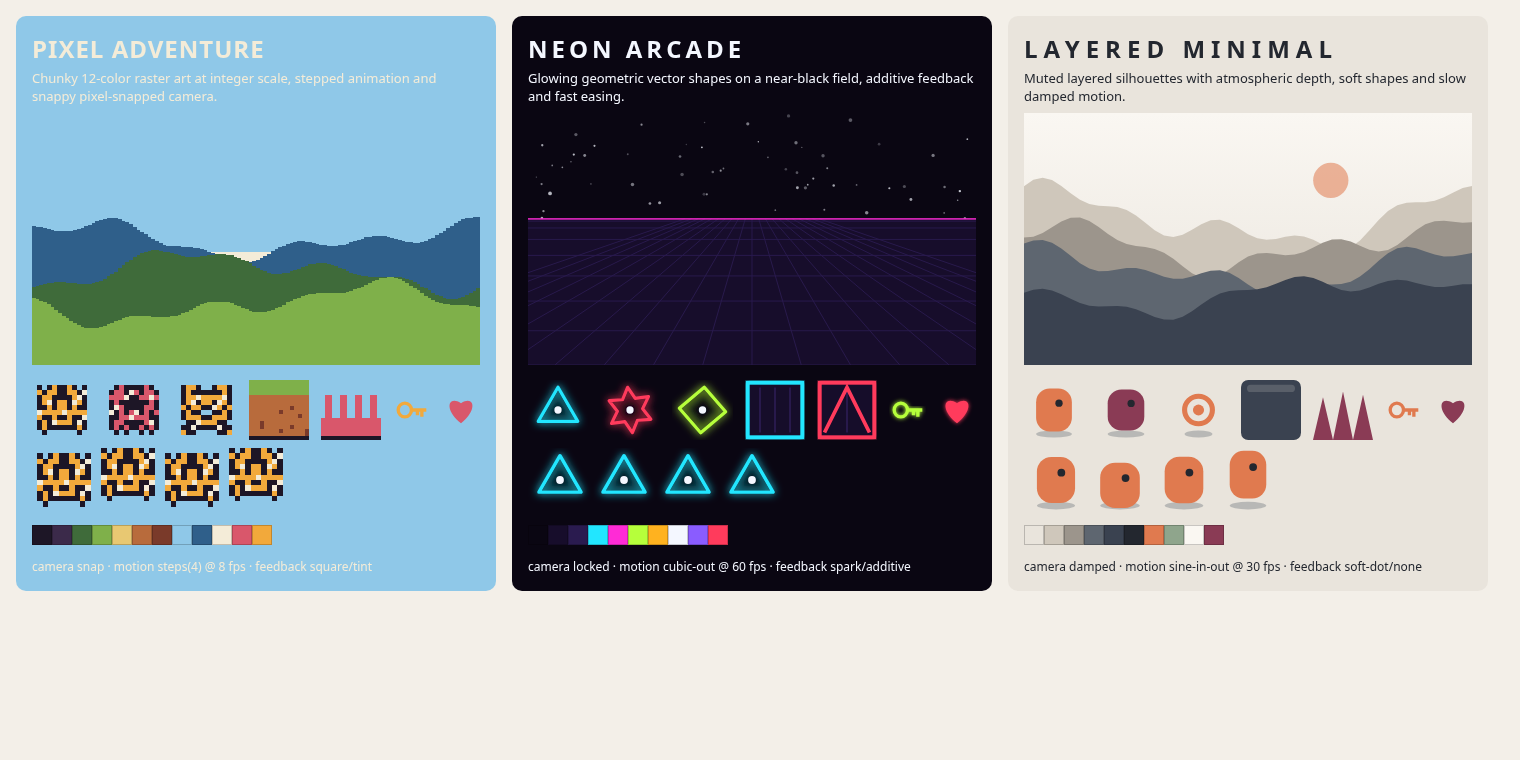 PIXEL ADVENTURE
Chunky 12-color raster art at integer scale, stepped animation and
snappy pixel-snapped camera.
camera snap · motion steps(4) @ 8 fps · feedback square/tint
NEON ARCADE
Glowing geometric vector shapes on a near-black field, additive feedback
and fast easing.
camera locked · motion cubic-out @ 60 fps · feedback spark/additive
LAYERED MINIMAL
Muted layered silhouettes with atmospheric depth, soft shapes and slow
damped motion.
camera damped · motion sine-in-out @ 30 fps · feedback soft-dot/none